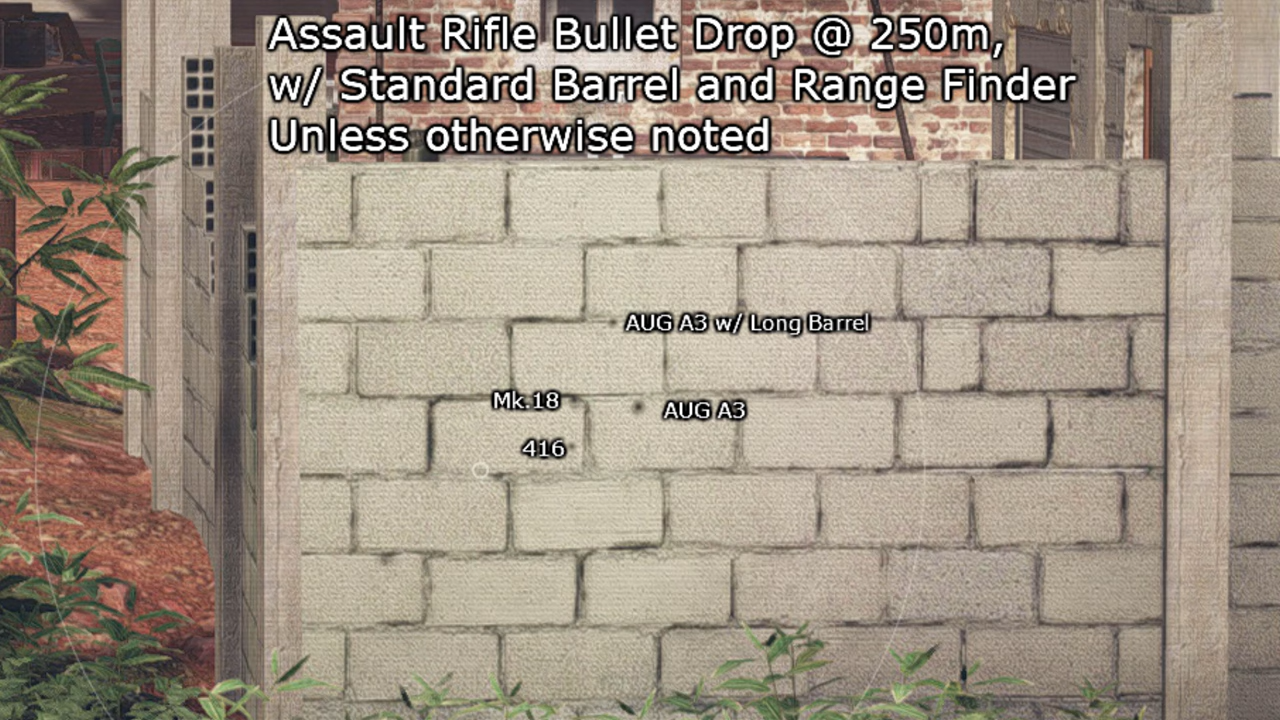 Assault Rifle Bullet Drop @ 250m,
w/ Standard Barrel and Range Finder
Unless otherwise noted
AUG A3 w/ Long Barrel
Mk.18
AUG A3
416